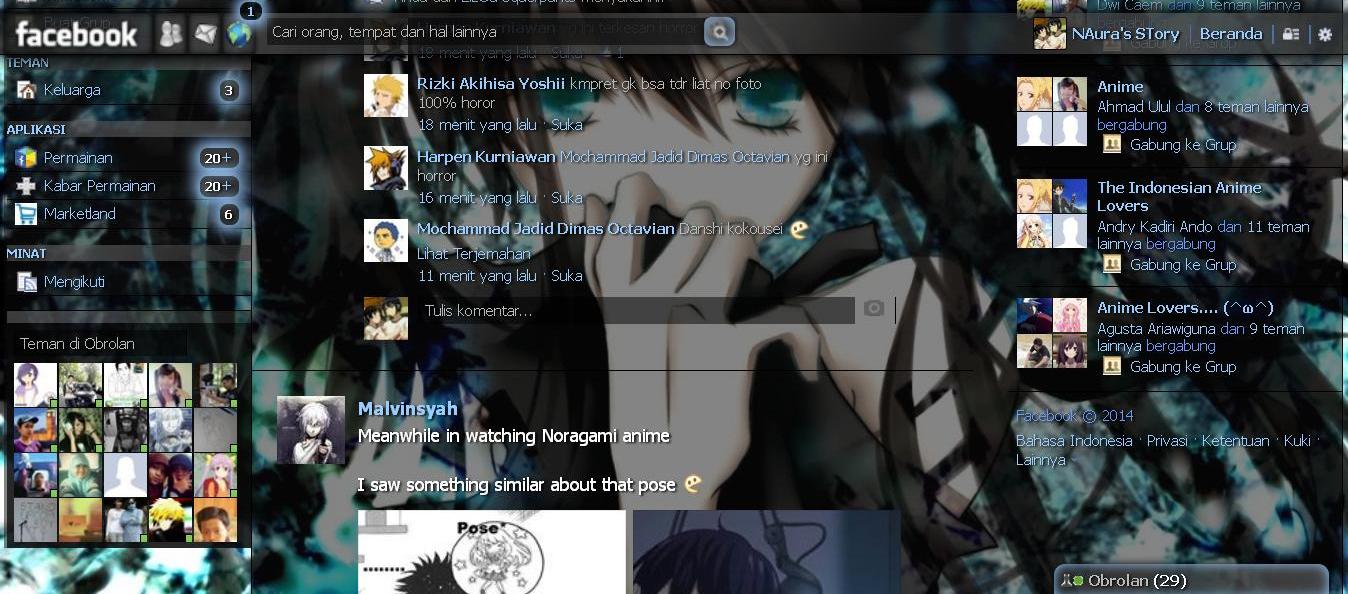 1
facebook
Cari orang, tempat dan hal lainnya
NAura's STory
Beranda
TEMAN
Keluarga 3
APLIKASI
Permainan 20+
Kabar Permainan 20+
Marketland 6
MINAT
Mengikuti
Teman di Obrolan
18 menit yang lalu · 1
Rizki Akihisa Yoshii kmpret gk bsa tdr liat no foto
100% horor
18 menit yang lalu · Suka
Harpen Kurniawan Mochammad Jadid Dimas Octavian yg ini
horror
16 menit yang lalu · Suka
Mochammad Jadid Dimas Octavian Danshi kokousei
Lihat Terjemahan
11 menit yang lalu · Suka
Tulis komentar...
Malvinsyah
Meanwhile in watching Noragami anime
I saw something similar about that pose
Pose"
Dwi Caem dan 9 teman lainnya
Anime
Ahmad Ulul dan 8 teman lainnya
bergabung
Gabung ke Grup
The Indonesian Anime
Lovers
Andry Kadiri Ando dan 11 teman
lainnya bergabung
Gabung ke Grup
Anime Lovers.... (^ω^)
Agusta Ariawiguna dan 9 teman
lainnya bergabung
Gabung ke Grup
Facebook © 2014
Bahasa Indonesia · Privasi · Ketentuan · Kuki ·
Lainnya
Obrolan (29)